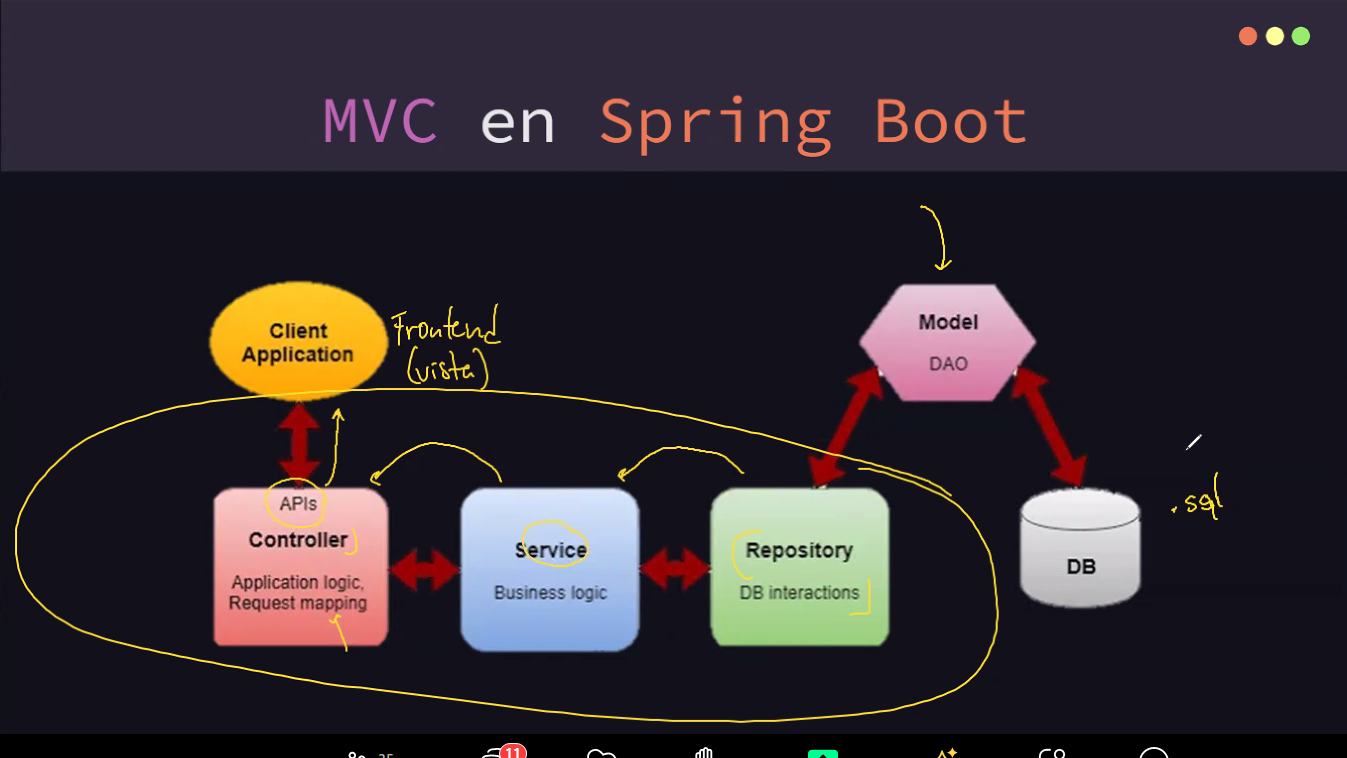 MVC en Spring Boot
Client
Application
Frontend
(vista)
Model
DAO
APIs
Controller
Application logic,
Request mapping
Service
Business logic
Repository
DB interactions
DB
.sql
11